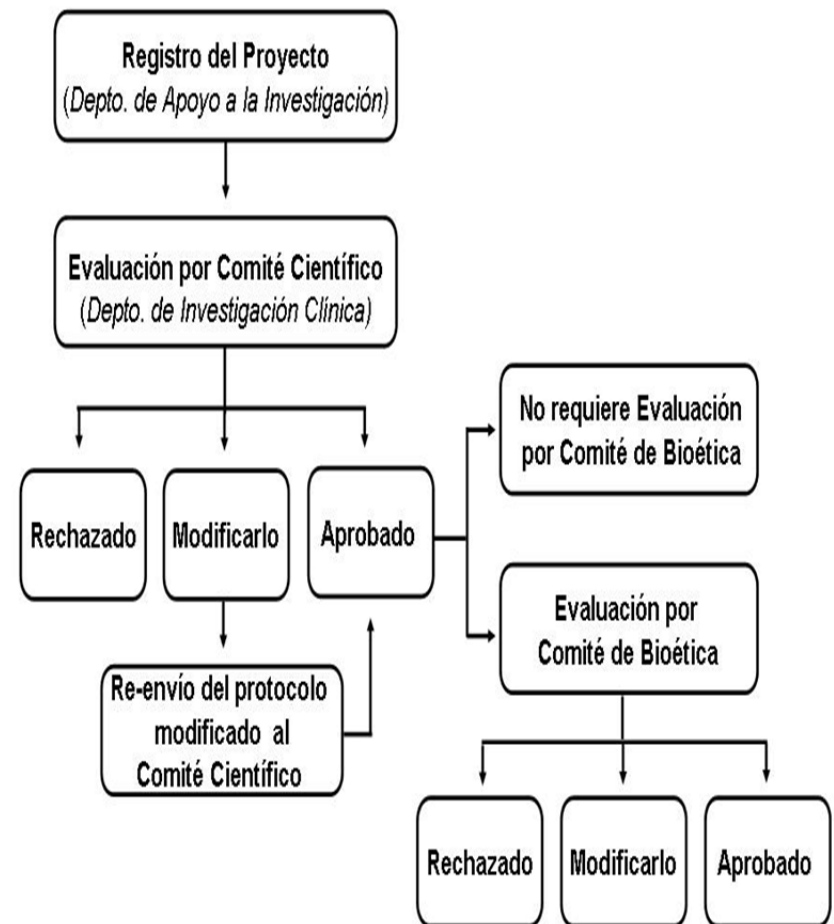 Registro del Proyecto
(Depto. de Apoyo a la Investigación)
Evaluación por Comité Científico
(Depto. de Investigación Clínica)
Rechazado
Modificarlo
Aprobado
Re-envío del protocolo
modificado al
Comité Científico
No requiere Evaluación
por Comité de Bioética
Evaluación por
Comité de Bioética
Rechazado
Modificarlo
Aprobado